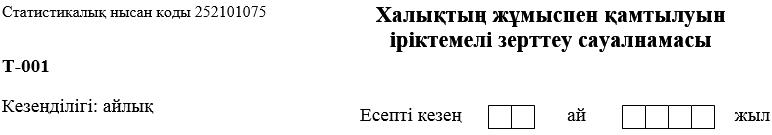 Статистикалық нысан коды 252101075
Халықтың жұмыспен қамтылуын
іріктемелі зерттеу сауалнамасы
Т-001
Кезеңділігі: айлық
Есепті кезең ай жыл